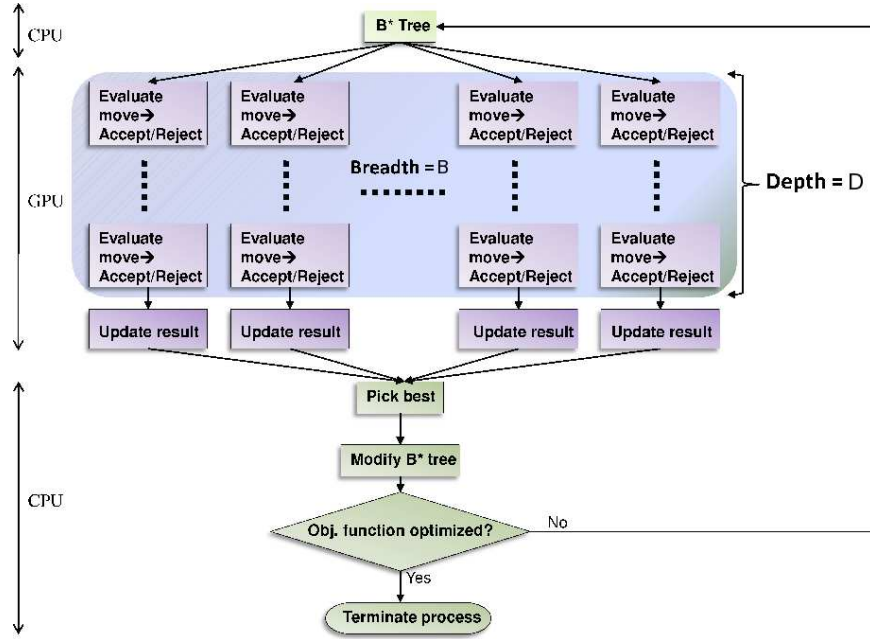 CPU
B* Tree
Evaluate
move➔
Accept/Reject
Evaluate
move➔
Accept/Reject
Evaluate
move➔
Accept/Reject
Evaluate
move➔
Accept/Reject
GPU
Breadth = B
Depth = D
Evaluate
move➔
Accept/Reject
Evaluate
move➔
Accept/Reject
Evaluate
move➔
Accept/Reject
Evaluate
move➔
Accept/Reject
Update result
Update result
Update result
Update result
Pick best
Modify B* tree
CPU
Obj. function optimized?
No
Yes
Terminate process